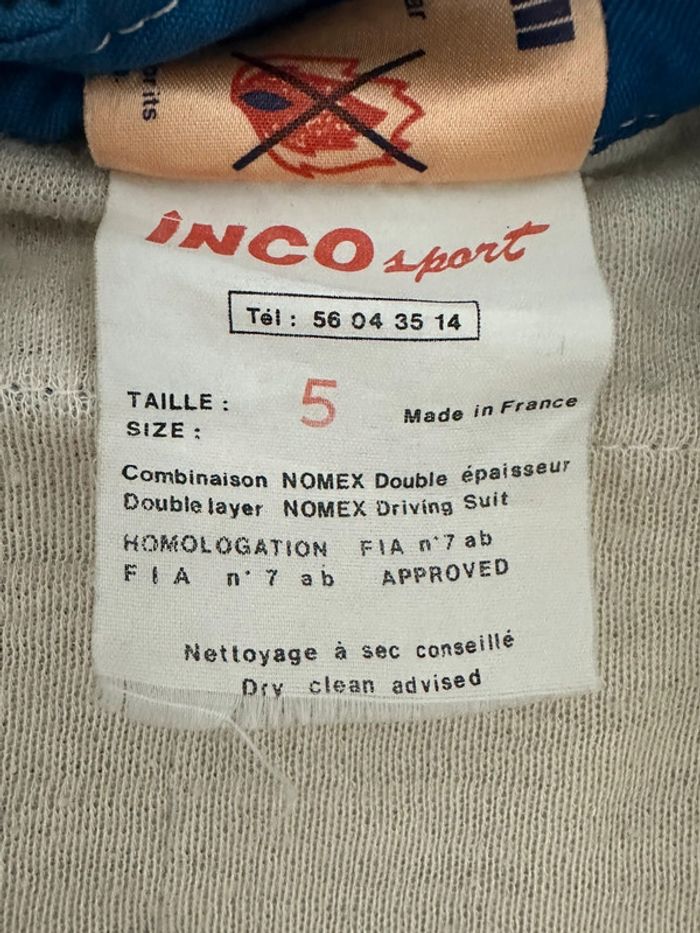 INCO sport
Tél : 56 04 35 14
TAILLE : 5 Made in France
SIZE :
Combinaison NOMEX Double épaisseur
Double layer NOMEX Driving Suit
HOMOLOGATION FIA n°7 ab
FIA n° 7 ab APPROVED
Nettoyage à sec conseillé
Dry clean advised